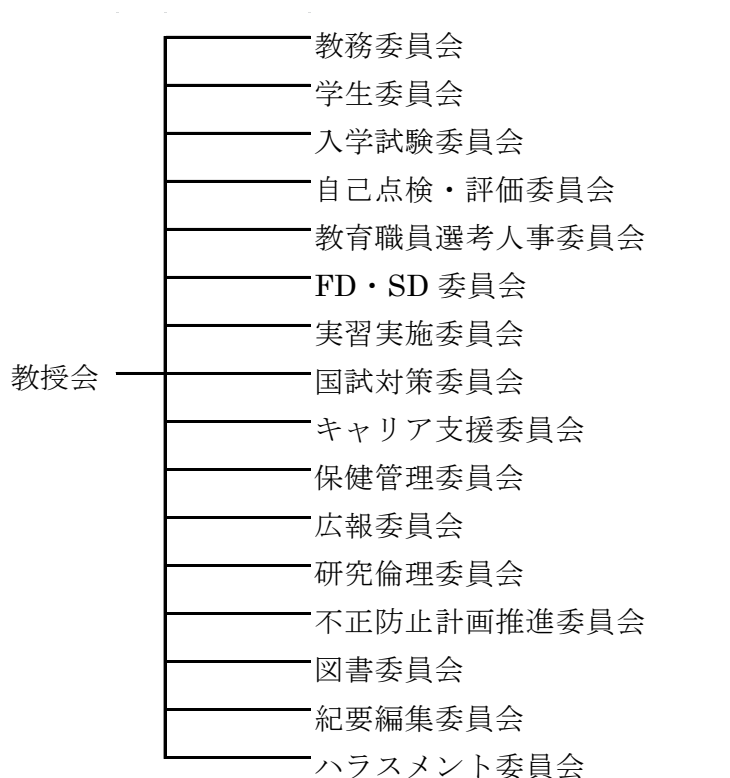 教務委員会
学生委員会
入学試験委員会
自己点検・評価委員会
教育職員選考人事委員会
FD・SD 委員会
実習実施委員会
教授会
国試対策委員会
キャリア支援委員会
保健管理委員会
広報委員会
研究倫理委員会
不正防止計画推進委員会
図書委員会
紀要編集委員会
ハラスメント委員会